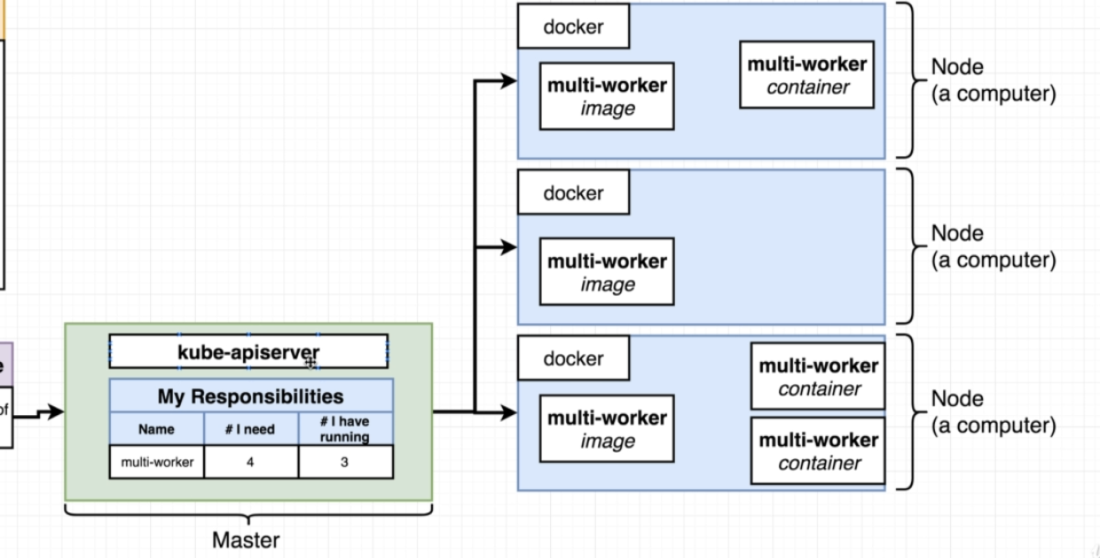 docker
multi-worker
image
multi-worker
container
Node
(a computer)
docker
multi-worker
image
Node
(a computer)
docker
multi-worker
image
multi-worker
container
multi-worker
container
Node
(a computer)
e
of
kube-apiserver
My Responsibilities
Name
# I need
# I have
running
multi-worker
4
3
Master